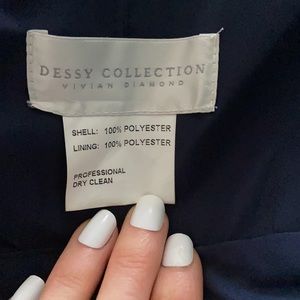 DESSY COLLECTION
VIVIAN DIAMOND
SHELL: 100% POLYESTER
LINING: 100% POLYESTER
PROFESSIONAL
DRY CLEAN